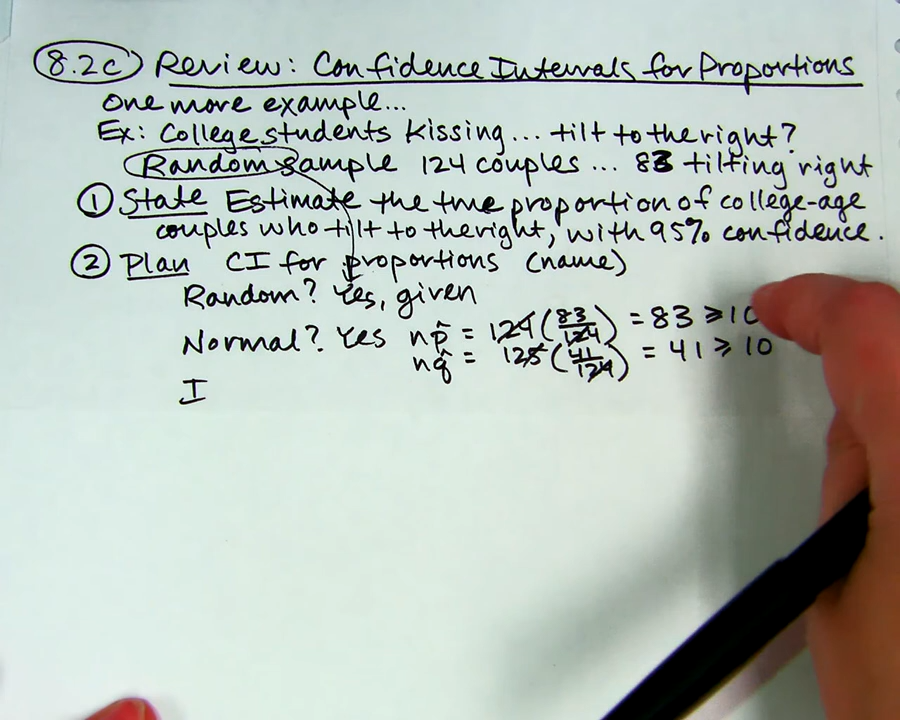 8.2c Review: Confidence Intervals for Proportions
One more example...
Ex: College students kissing... tilt to the right?
Random sample 124 couples ... 83 tilting right
① State Estimate the true proportion of college-age
couples who tilt to the right, with 95% confidence.
② Plan CI for proportions (name)
Random? Yes, given
Normal? Yes np̂ = 124(83/124) = 83 ≥ 10
nq̂ = 125(41/124) = 41 ≥ 10
I